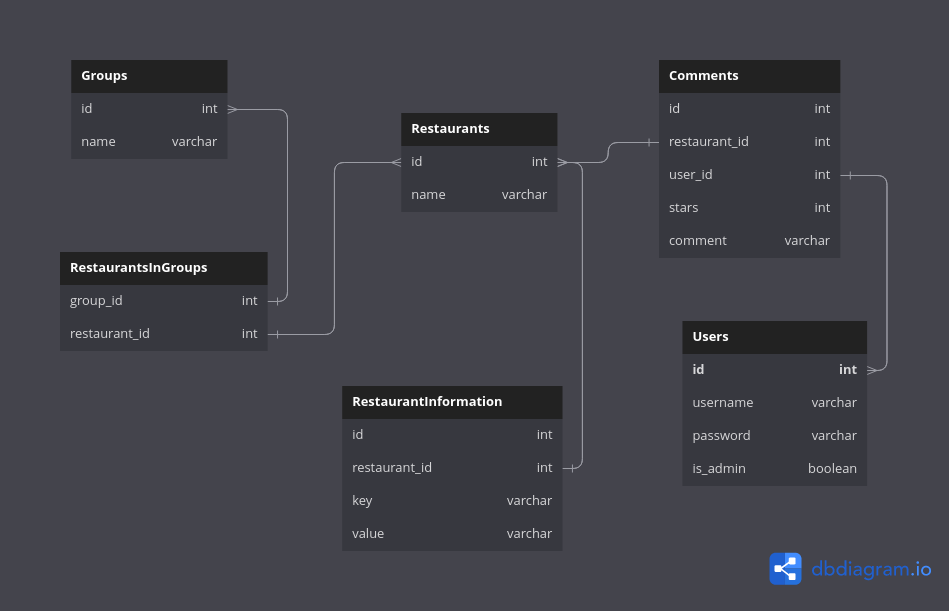 Groups
id int
name varchar
Restaurants
id int
name varchar
Comments
id int
restaurant_id int
user_id int
stars int
comment varchar
RestaurantsInGroups
group_id int
restaurant_id int
Users
id int
username varchar
password varchar
is_admin boolean
RestaurantInformation
id int
restaurant_id int
key varchar
value varchar
dbdiagram.io